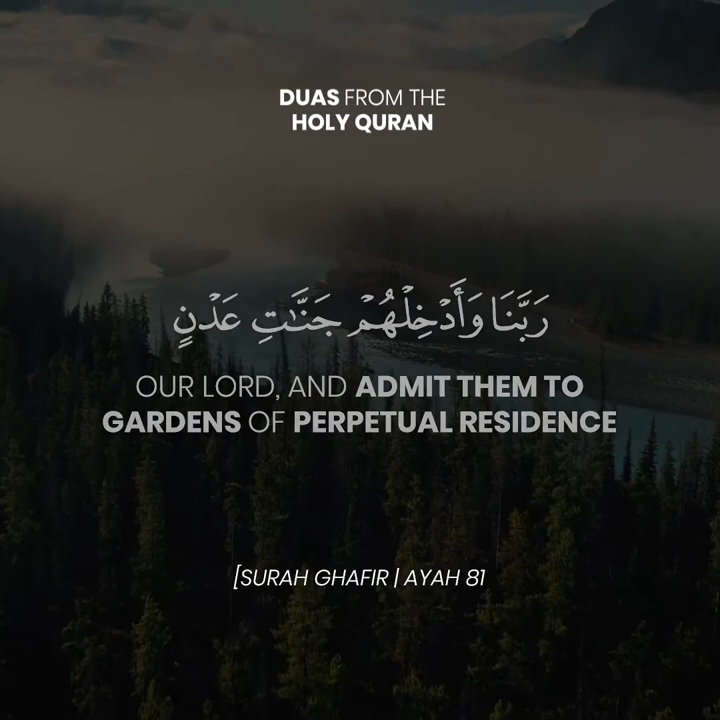 DUAS FROM THE
HOLY QURAN
رَبَّنَا وَأَدْخِلْهُمْ جَنَّـٰتِ عَدْنٍ
OUR LORD, AND ADMIT THEM TO
GARDENS OF PERPETUAL RESIDENCE
[SURAH GHAFIR | AYAH 81